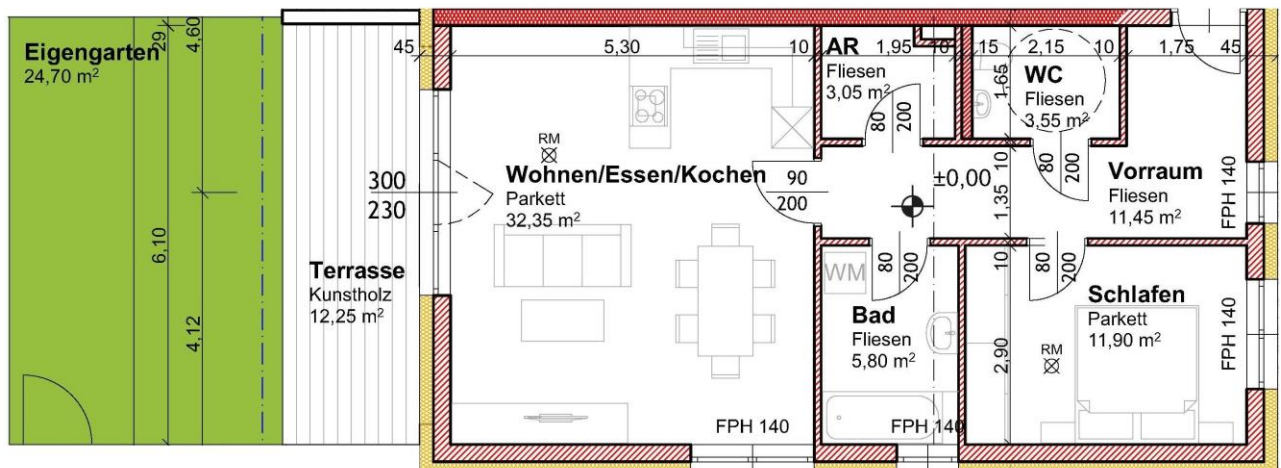 Eigengarten
24,70 m²
29
4,60
6,10
4,12
Terrasse
Kunstholz
12,25 m²
300
230
45
5,30
10
RM
Wohnen/Essen/Kochen
Parkett
32,35 m²
90
200
FPH 140
AR
Fliesen
3,05 m²
1,95
10
80
200
15
2,15
10
1,65
WC
Fliesen
3,55 m²
80
200
1,75
45
±0,00
10
1,35
Vorraum
Fliesen
11,45 m²
FPH 140
WM
80
200
Bad
Fliesen
5,80 m²
FPH 140
10
2,90
80
200
Schlafen
Parkett
11,90 m²
RM
FPH 140